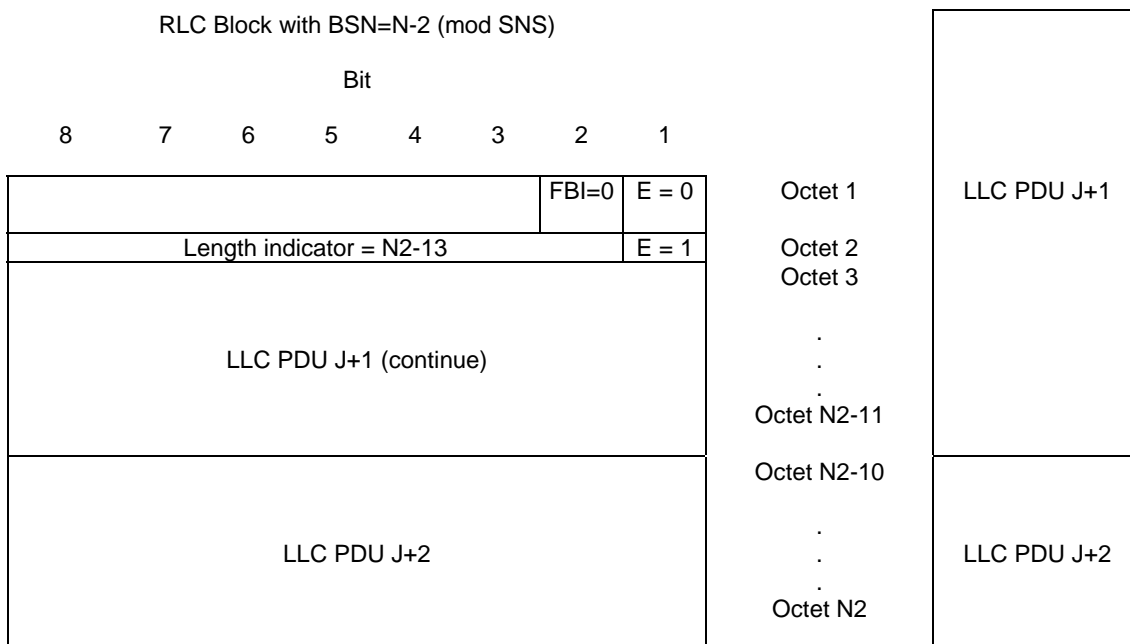 RLC Block with BSN=N-2 (mod SNS)
Bit
8 7 6 5 4 3 2 1
FBI=0 E = 0 Octet 1 LLC PDU J+1
Length indicator = N2-13 E = 1 Octet 2
Octet 3
.
LLC PDU J+1 (continue) .
.
Octet N2-11
Octet N2-10
.
LLC PDU J+2 . LLC PDU J+2
.
Octet N2